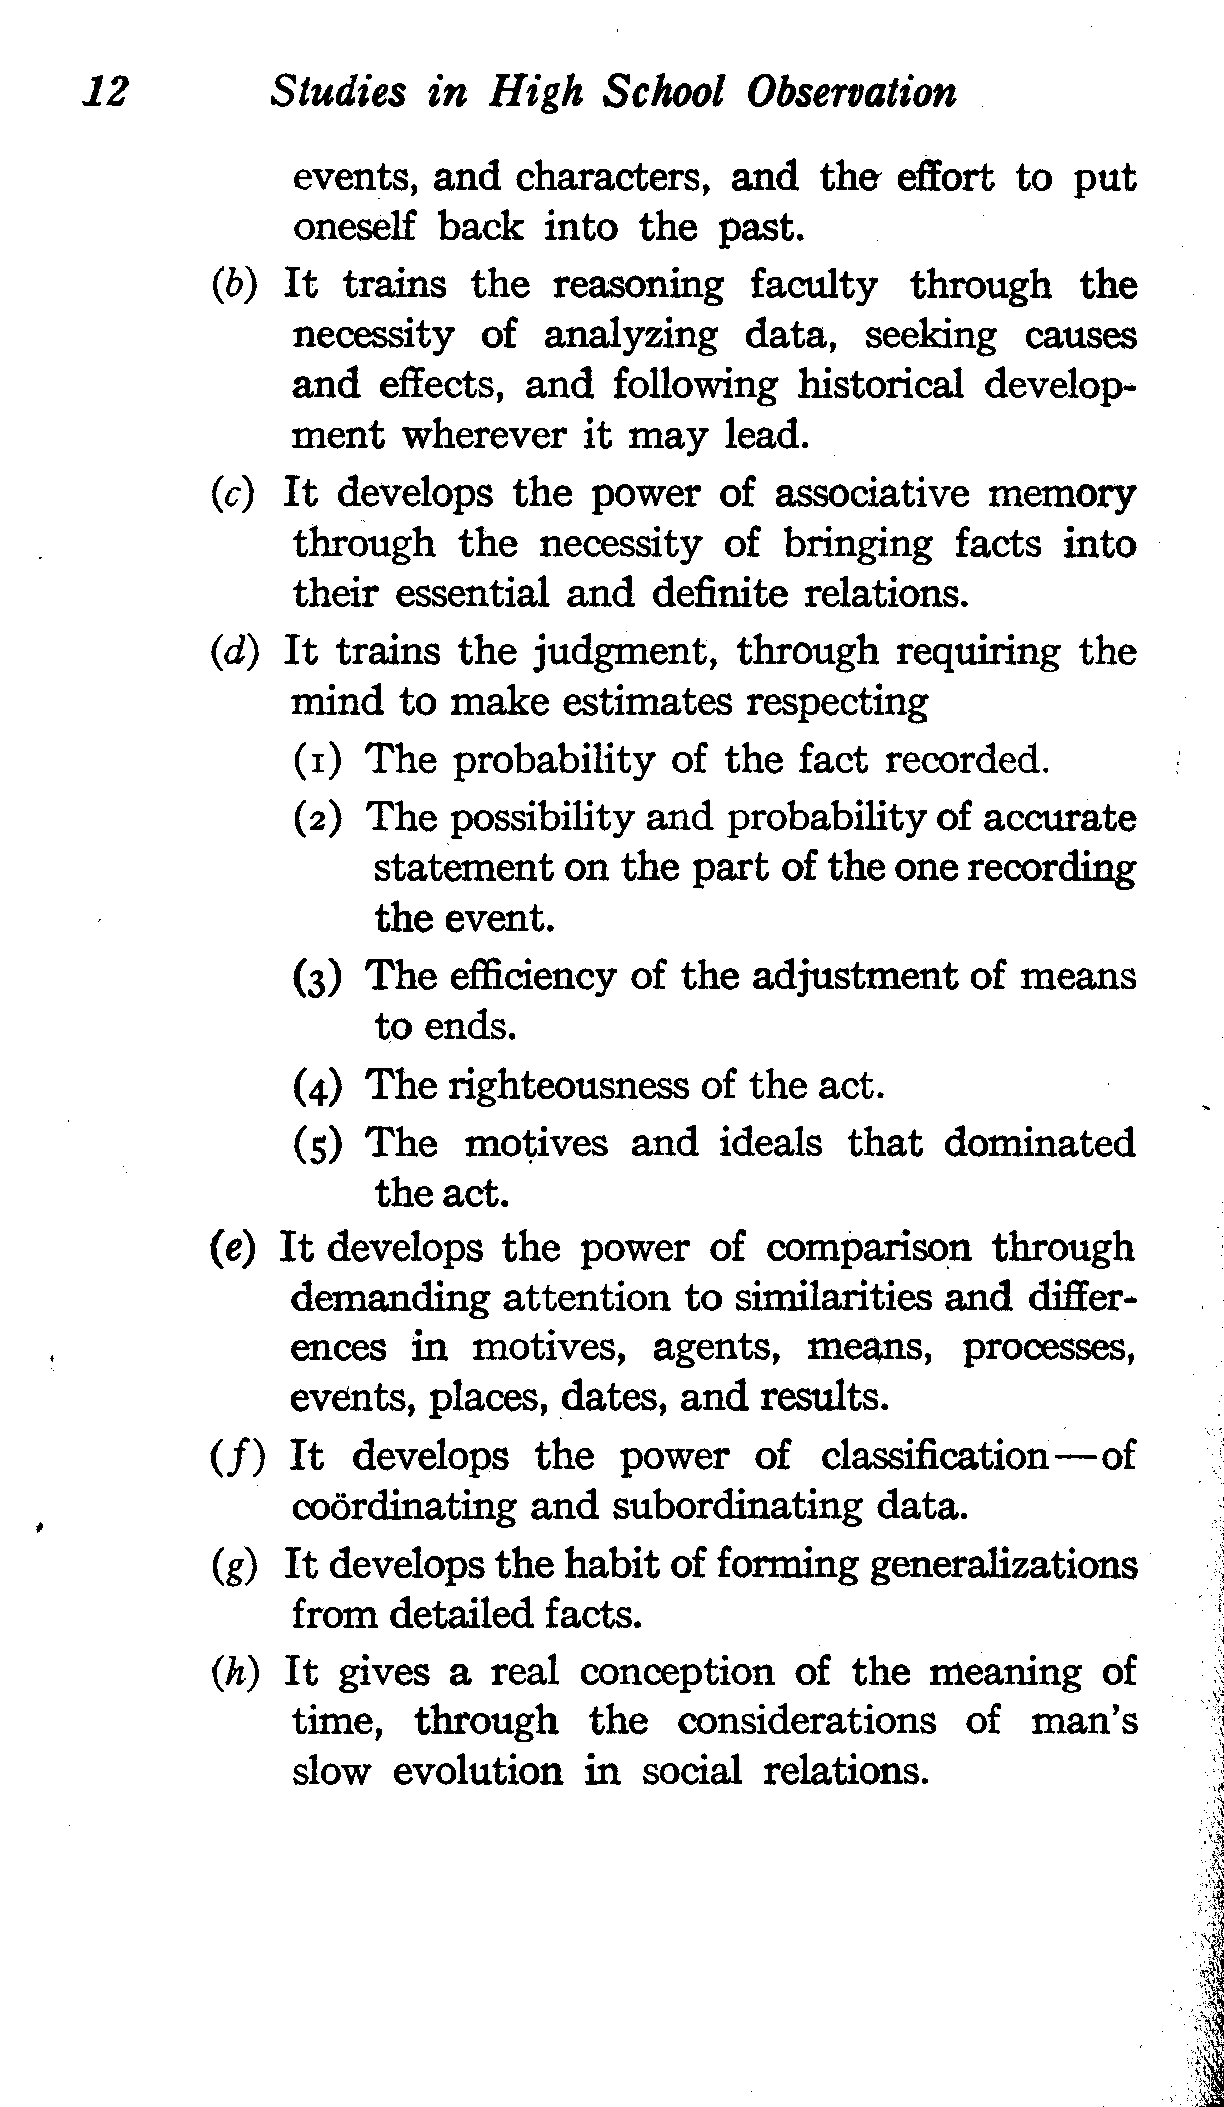 12 Studies in High School Observation
events, and characters, and the effort to put
oneself back into the past.
(b) It trains the reasoning faculty through the
necessity of analyzing data, seeking causes
and effects, and following historical develop-
ment wherever it may lead.
(c) It develops the power of associative memory
through the necessity of bringing facts into
their essential and definite relations.
(d) It trains the judgment, through requiring the
mind to make estimates respecting
(1) The probability of the fact recorded.
(2) The possibility and probability of accurate
statement on the part of the one recording
the event.
(3) The efficiency of the adjustment of means
to ends.
(4) The righteousness of the act.
(5) The motives and ideals that dominated
the act.
(e) It develops the power of comparison through
demanding attention to similarities and differ-
ences in motives, agents, means, processes,
events, places, dates, and results.
(f) It develops the power of classification—of
coördinating and subordinating data.
(g) It develops the habit of forming generalizations
from detailed facts.
(h) It gives a real conception of the meaning of
time, through the considerations of man's
slow evolution in social relations.